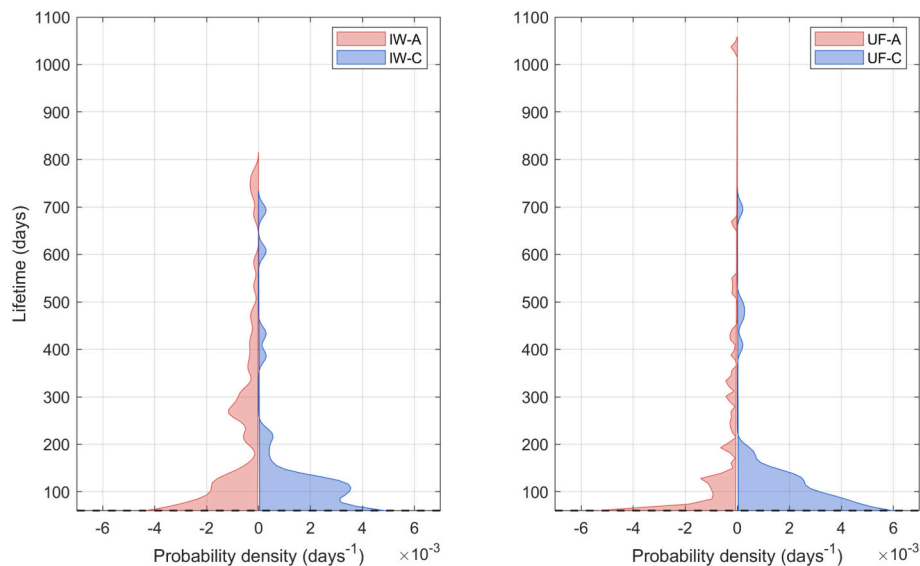 1100
1000
900
800
700
600
500
400
300
200
100
Lifetime (days)
-6 -4 -2 0 2 4 6
Probability density (days⁻¹) ×10⁻³
IW-A
IW-C
1100
1000
900
800
700
600
500
400
300
200
100
-6 -4 -2 0 2 4 6
Probability density (days⁻¹) ×10⁻³
UF-A
UF-C